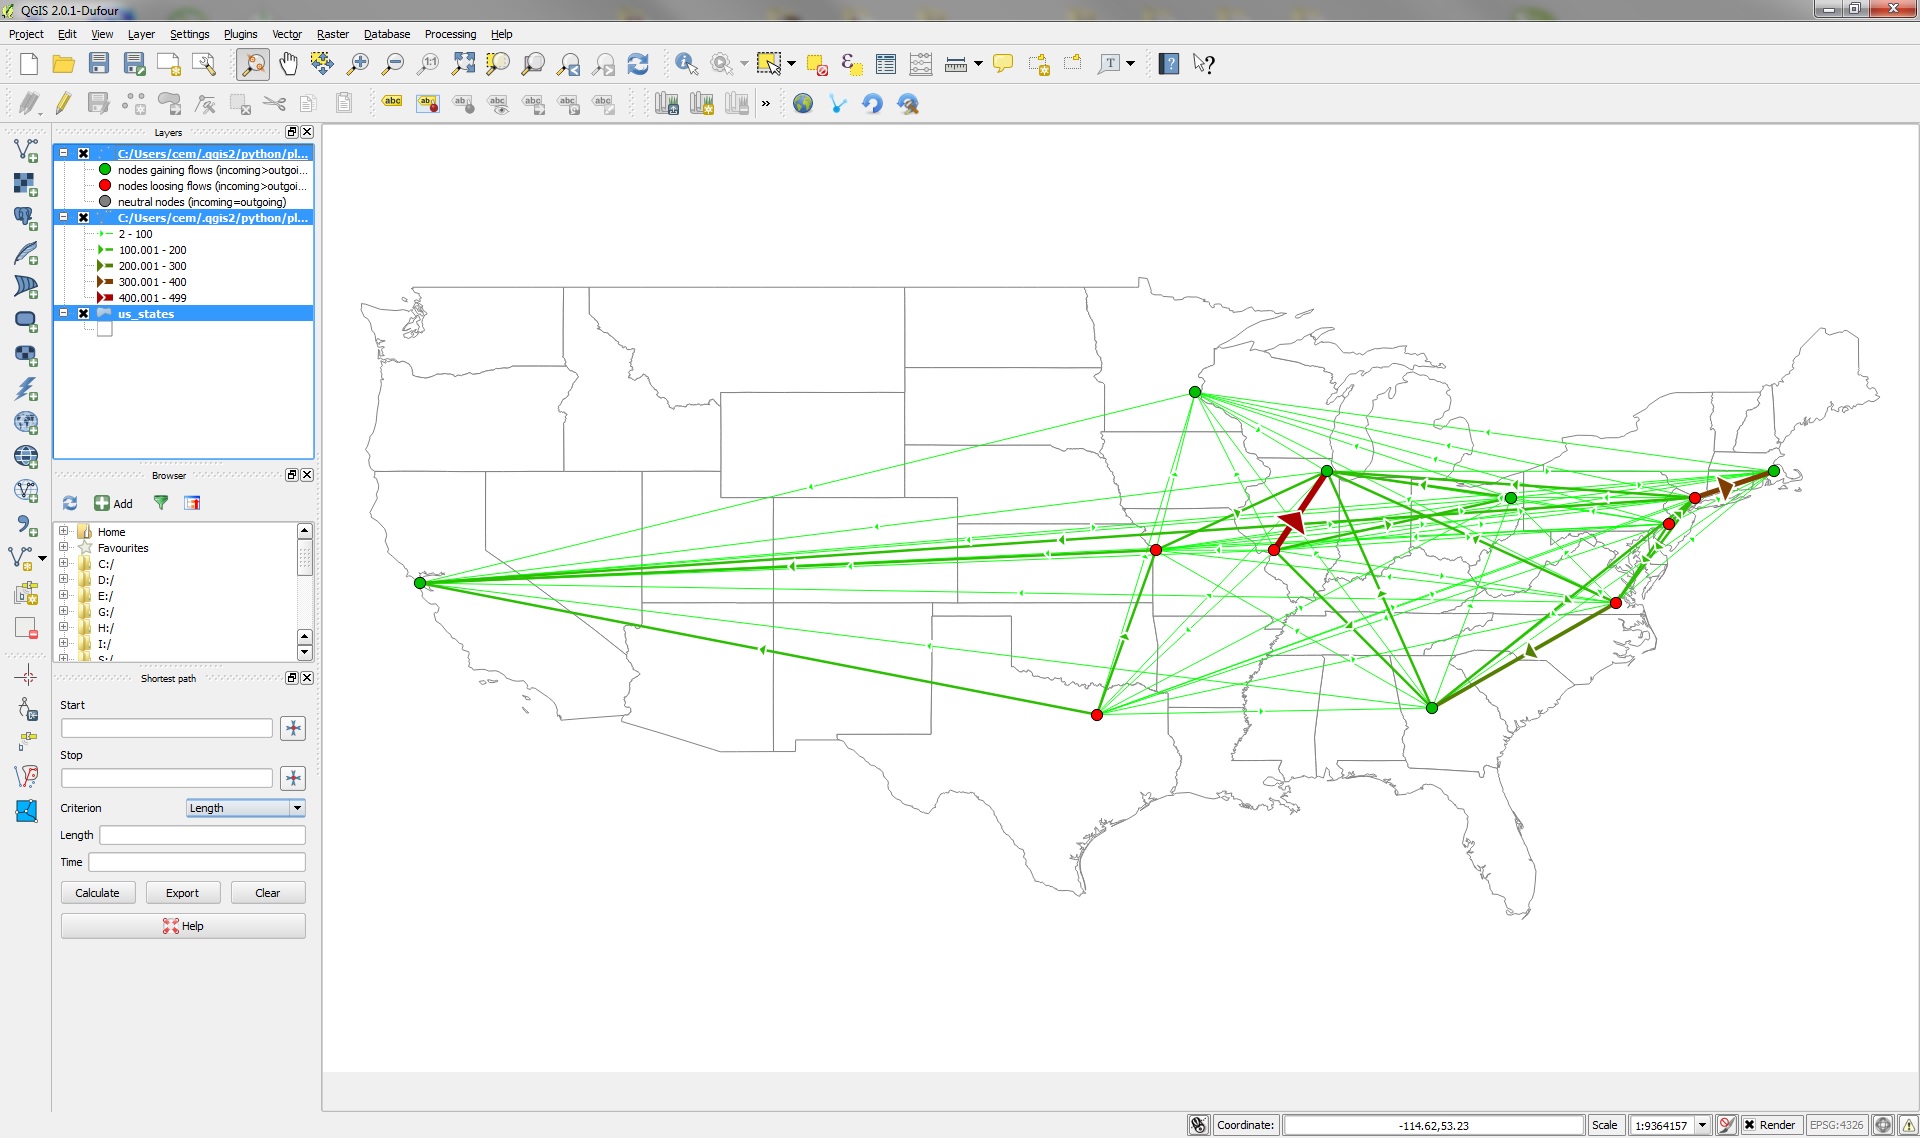 QGIS 2.0.1-Dufour
Project Edit View Layer Settings Plugins Vector Raster Database Processing Help
Layers
C:/Users/cem/.qgis2/python/pl...
nodes gaining flows (incoming>outgoi...
nodes loosing flows (incoming>outgoi...
neutral nodes (incoming=outgoing)
C:/Users/cem/.qgis2/python/pl...
2 - 100
100.001 - 200
200.001 - 300
300.001 - 400
400.001 - 499
us_states
Browser
Add
Home
Favourites
C:/
D:/
E:/
G:/
H:/
I:/
S:/
Shortest path
Start
Stop
Criterion Length
Length
Time
Calculate Export Clear
Help
Coordinate: -114.62,53.23 Scale 1:9364157 Render EPSG:4326